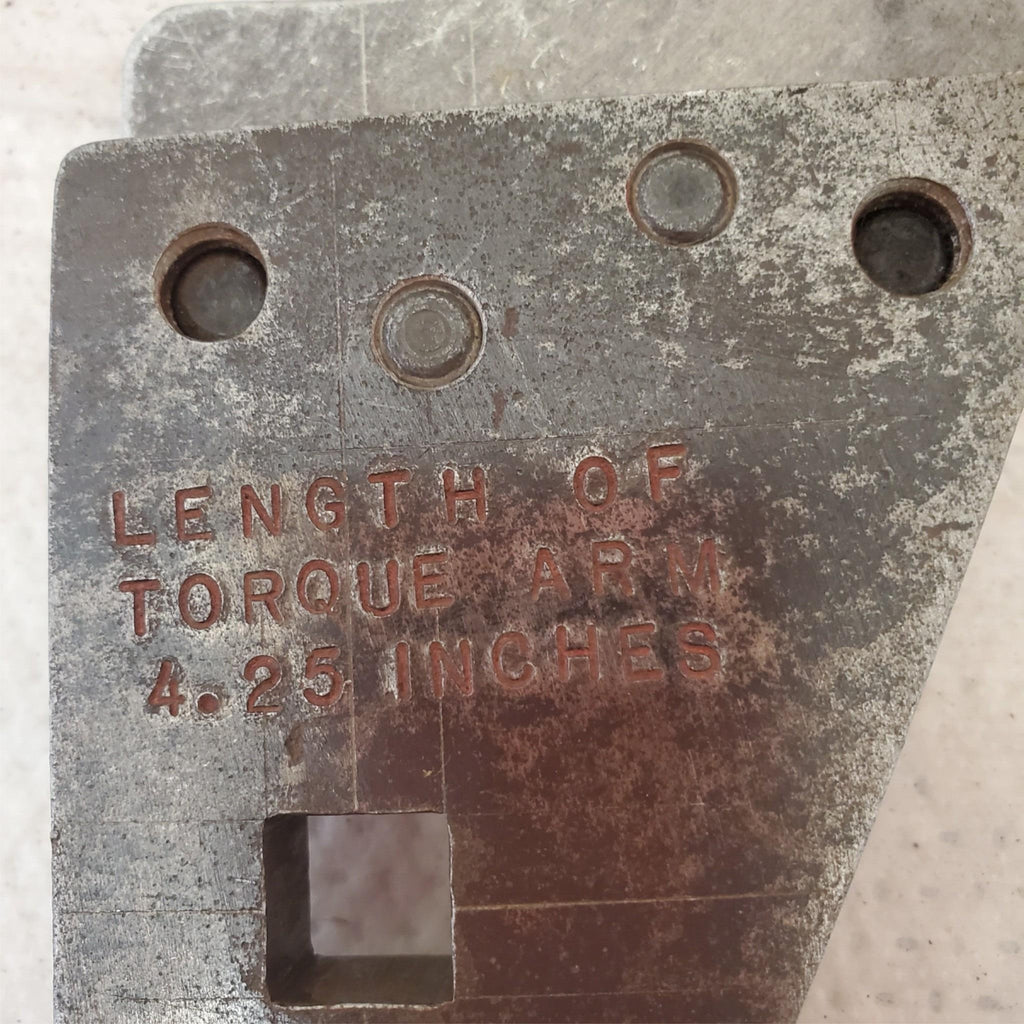 LENGTH OF
TORQUE ARM
4.25 INCHES